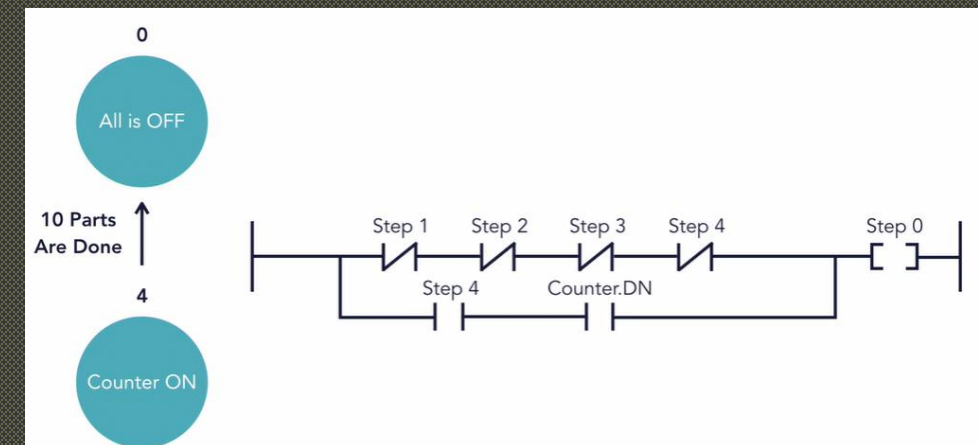 0
All is OFF
10 Parts
Are Done
4
Counter ON
Step 1 Step 2 Step 3 Step 4 Step 0
Step 4 Counter.DN